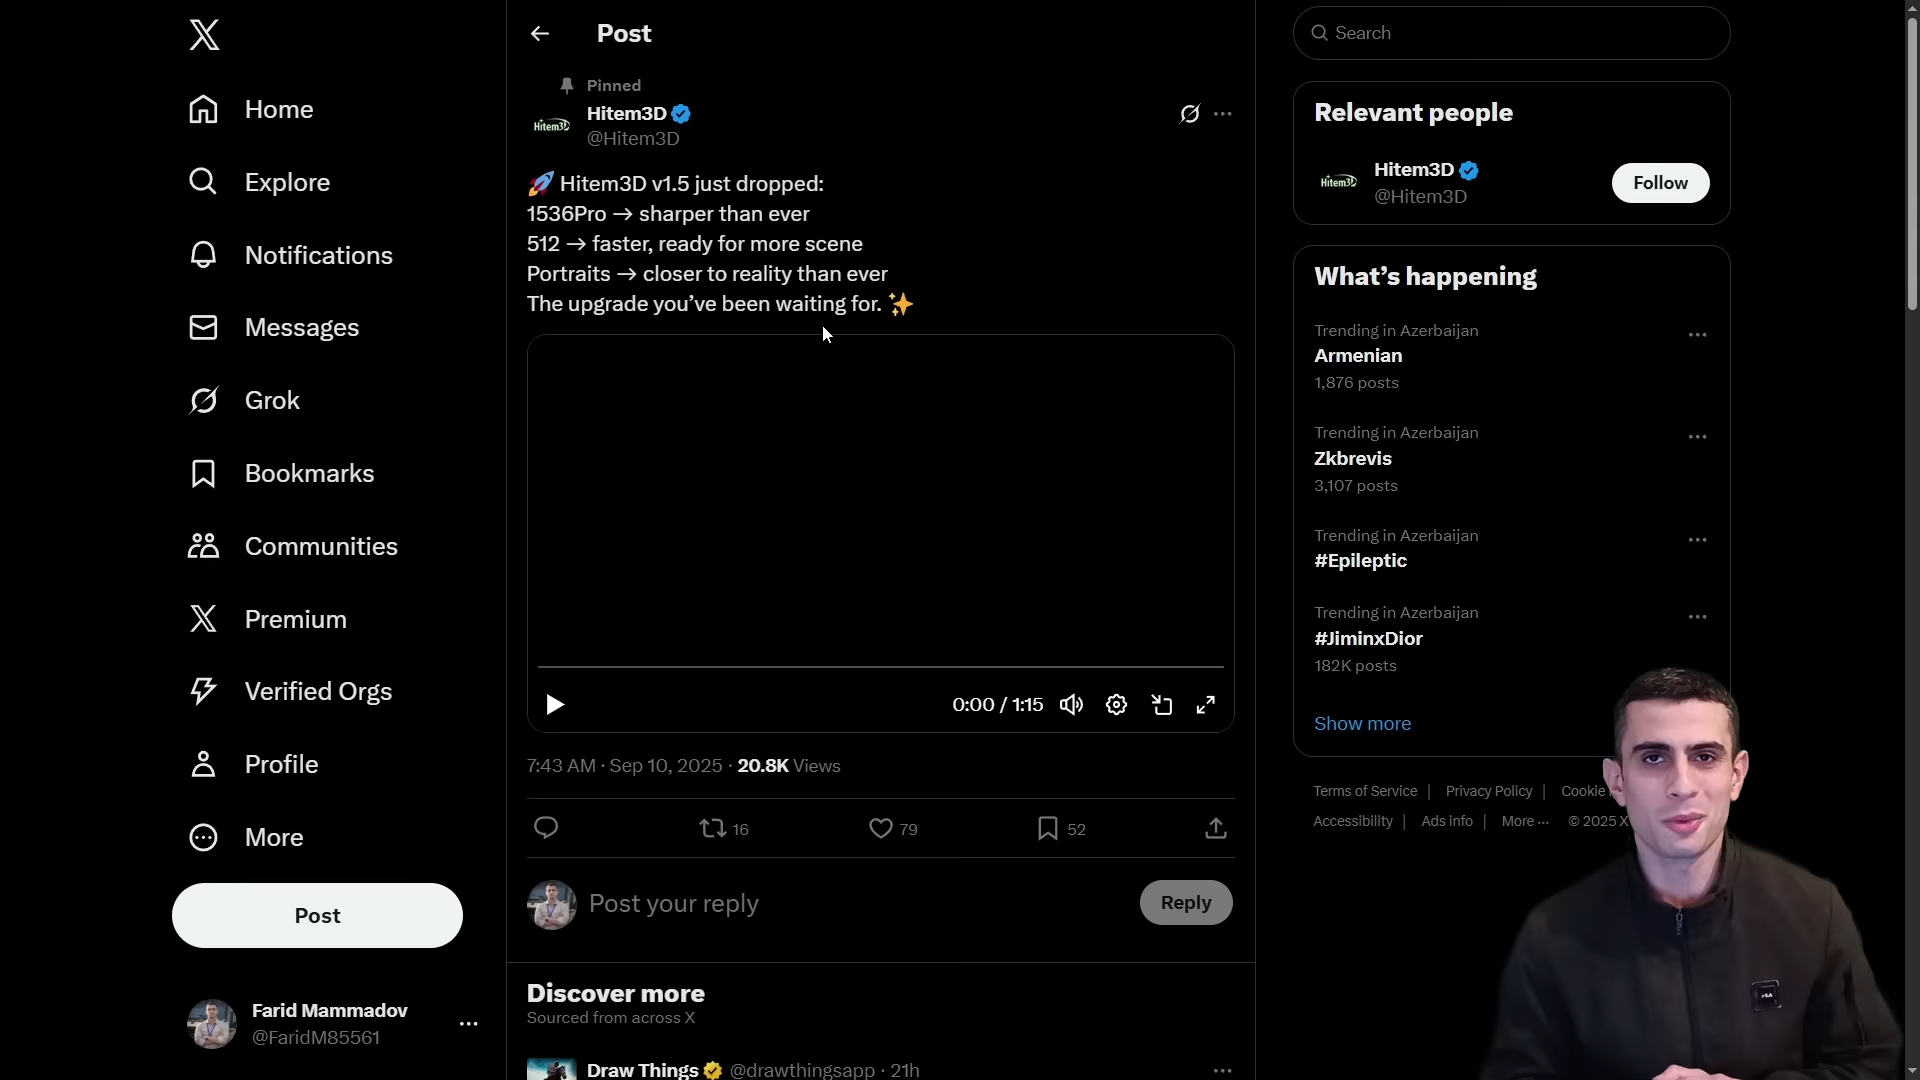 Home
Explore
Notifications
Messages
Grok
Bookmarks
Communities
Premium
Verified Orgs
Profile
More
Post
Farid Mammadov
@FaridM85561
Post
Pinned
Hitem3D
Hitem3D
@Hitem3D
🚀 Hitem3D v1.5 just dropped:
1536Pro → sharper than ever
512 → faster, ready for more scene
Portraits → closer to reality than ever
The upgrade you’ve been waiting for. ✨
0:00 / 1:15
7:43 AM · Sep 10, 2025 · 20.8K Views
16
79
52
Post your reply
Reply
Discover more
Sourced from across X
Draw Things @drawthingsapp · 21h
Search
Relevant people
Hitem3D
Hitem3D
@Hitem3D
Follow
What’s happening
Trending in Azerbaijan
Armenian
1,876 posts
Trending in Azerbaijan
Zkbrevis
3,107 posts
Trending in Azerbaijan
#Epileptic
Trending in Azerbaijan
#JiminxDior
182K posts
Show more
Terms of Service | Privacy Policy | Cookie
Accessibility | Ads info | More ··· © 2025 X
FILA